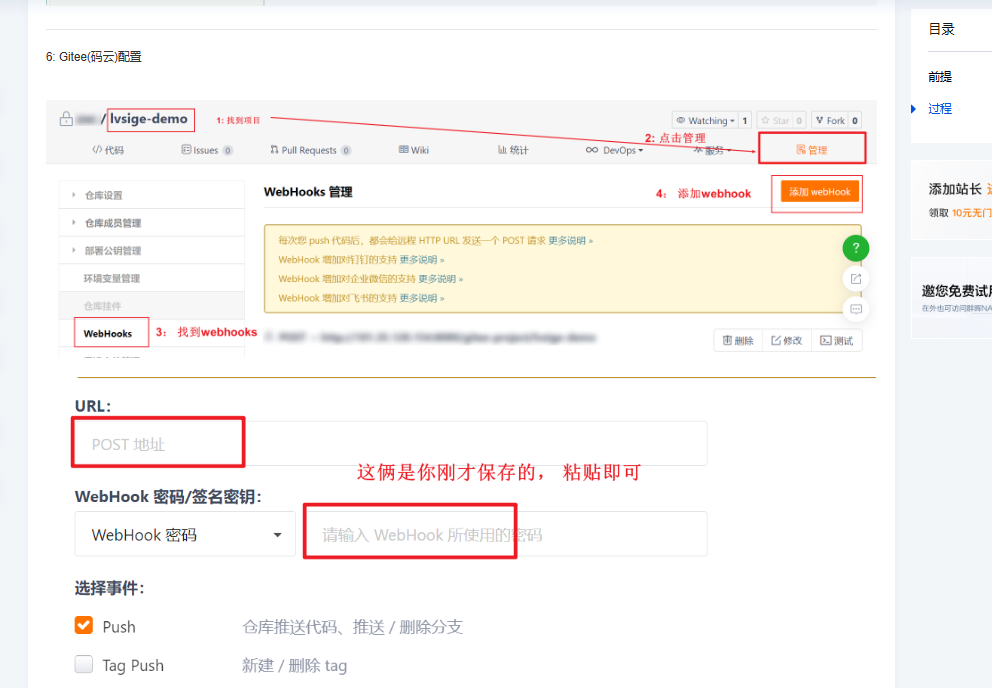 目录
6: Gitee(码云)配置
前提
过程
/ lvsige-demo
1: 找到项目
Watching 1
Star 0
Fork 0
2: 点击管理
代码
Issues 0
Pull Requests 0
Wiki
统计
DevOps
服务
管理
仓库设置
仓库成员管理
部署公钥管理
环境变量管理
仓库挂件
WebHooks
3: 找到webhooks
WebHooks 管理
4: 添加webhook
添加 webHook
每次您 push 代码后，都会给远程 HTTP URL 发送一个 POST 请求 更多说明 »
WebHook 增加对钉钉的支持 更多说明 »
WebHook 增加对企业微信的支持 更多说明 »
WebHook 增加对飞书的支持 更多说明 »
?
删除
修改
测试
添加站长
领取 10元无门
邀您免费试用
在外也可访问群晖NA
URL:
POST 地址
这俩是你刚才保存的， 粘贴即可
WebHook 密码/签名密钥:
WebHook 密码
请输入 WebHook 所使用的密码
选择事件:
Push
仓库推送代码、推送 / 删除分支
Tag Push
新建 / 删除 tag